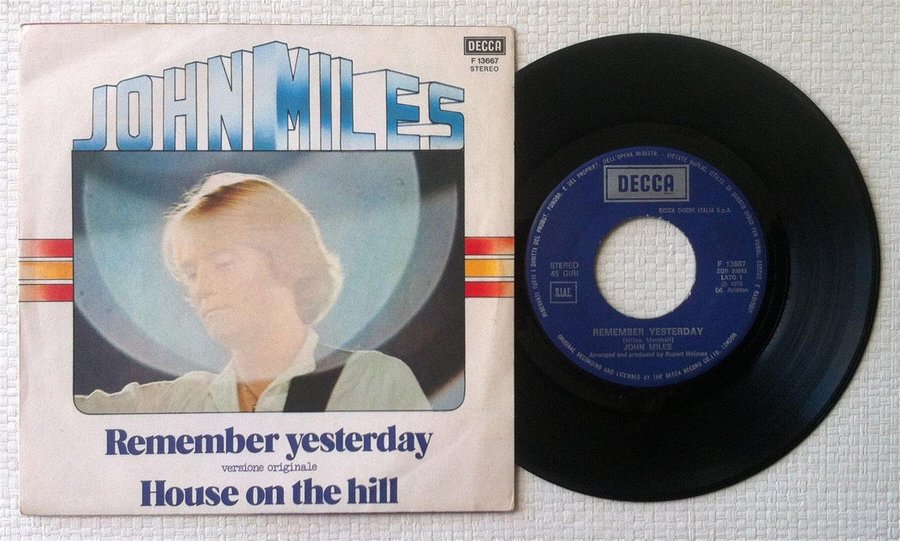 JOHN MILES
DECCA
F 13667
STEREO
Remember yesterday
versione originale
House on the hill
DECCA
DECCA DISCHI ITALIA S.p.A.
STEREO
45 GIRI
S.I.A.E.
F 13667
LATO 1
Ed. Ariston
REMEMBER YESTERDAY
(Miles, Marshall)
JOHN MILES
Arranged and produced by Rupert Holmes
ORIGINAL RECORDING AND LICENSED BY THE DECCA RECORD CO. LTD. LONDON